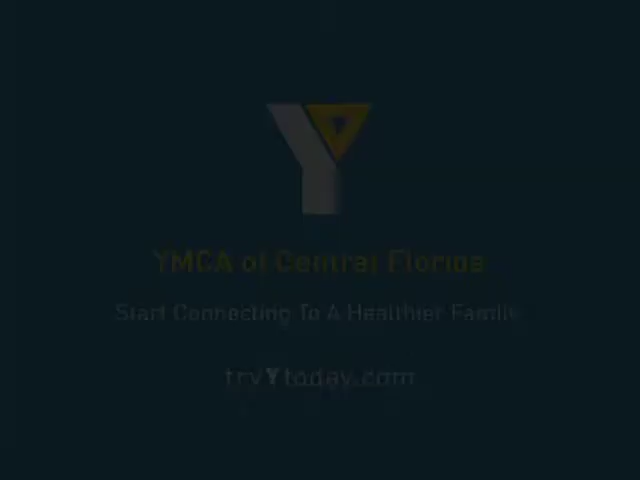 YMCA of Central Florida
Start Connecting To A Healthier Family
tryYtoday.com